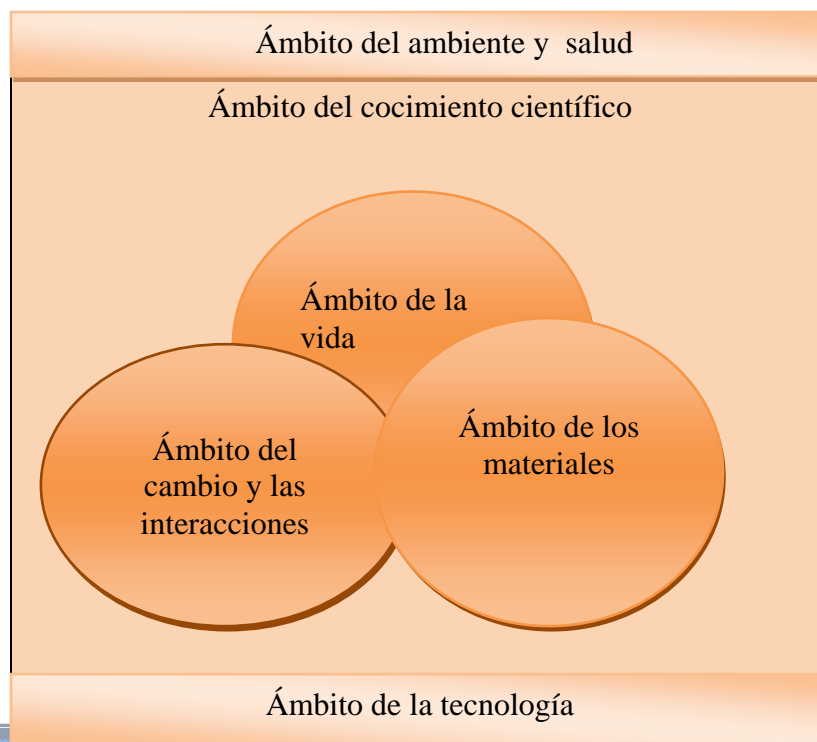 Ámbito del ambiente y salud
Ámbito del cocimiento científico
Ámbito de la
vida
Ámbito del
cambio y las
interacciones
Ámbito de los
materiales
Ámbito de la tecnología